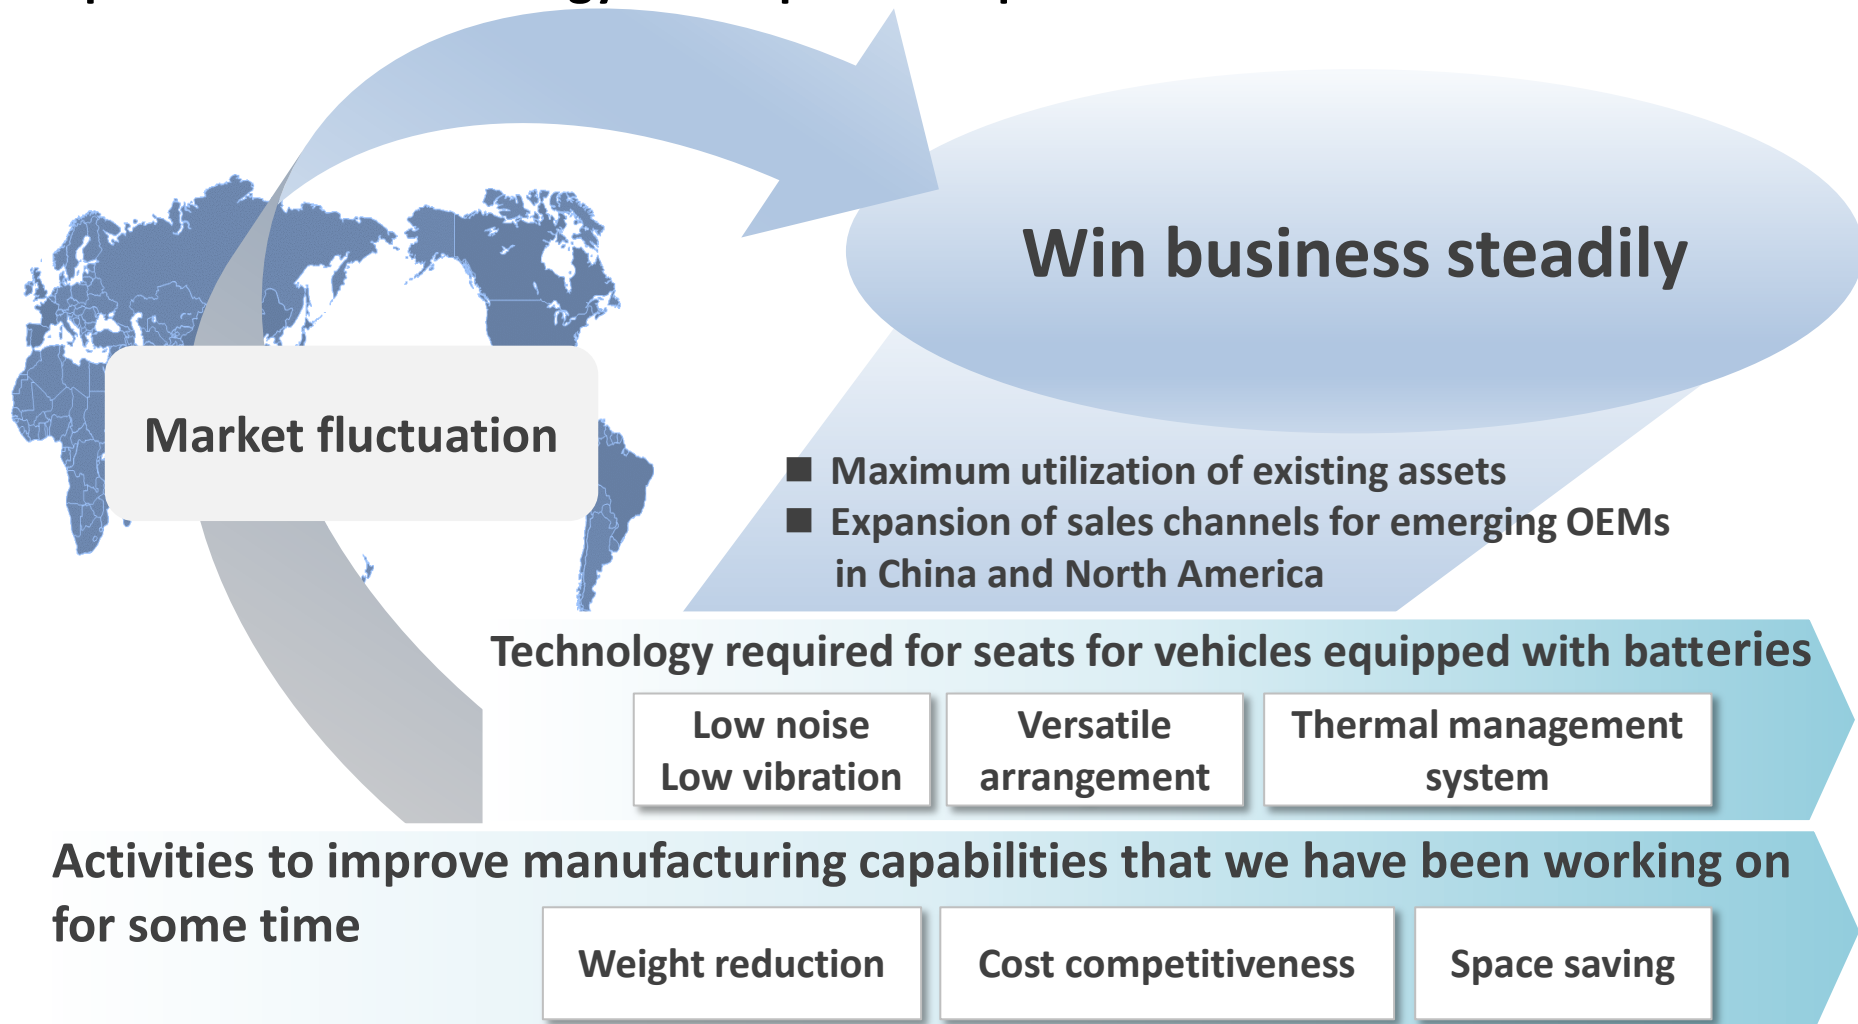 Win business steadily
Market fluctuation
■ Maximum utilization of existing assets
■ Expansion of sales channels for emerging OEMs
in China and North America
Technology required for seats for vehicles equipped with batteries
Low noise
Low vibration
Versatile
arrangement
Thermal management
system
Activities to improve manufacturing capabilities that we have been working on
for some time
Weight reduction
Cost competitiveness
Space saving